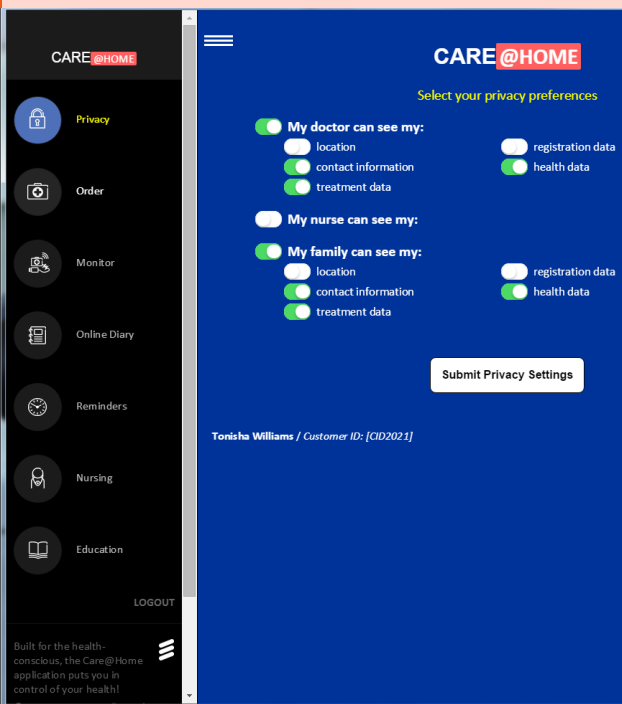 CARE@HOME
Privacy
Order
Monitor
Online Diary
Reminders
Nursing
Education
LOGOUT
Built for the health-
conscious, the Care@Home
application puts you in
control of your health!
CARE@HOME
Select your privacy preferences
My doctor can see my:
location registration data
contact information health data
treatment data
My nurse can see my:
My family can see my:
location registration data
contact information health data
treatment data
Submit Privacy Settings
Tonisha Williams / Customer ID: [CID2021]